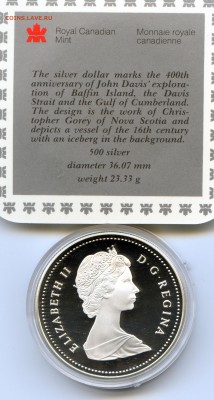 COINS.LAVE.RU
Royal Canadian
Mint
Monnaie royale
canadienne
The silver dollar marks the 400th
anniversary of John Davis' explora-
tion of Baffin Island, the Davis
Strait and the Gulf of Cumberland.
The design is the work of Chris-
topher Gorey of Nova Scotia and
depicts a vessel of the 16th century
with an iceberg in the background.
500 silver
diameter 36.07 mm
weight 23.33 g
ELIZABETH II D·G·REGINA